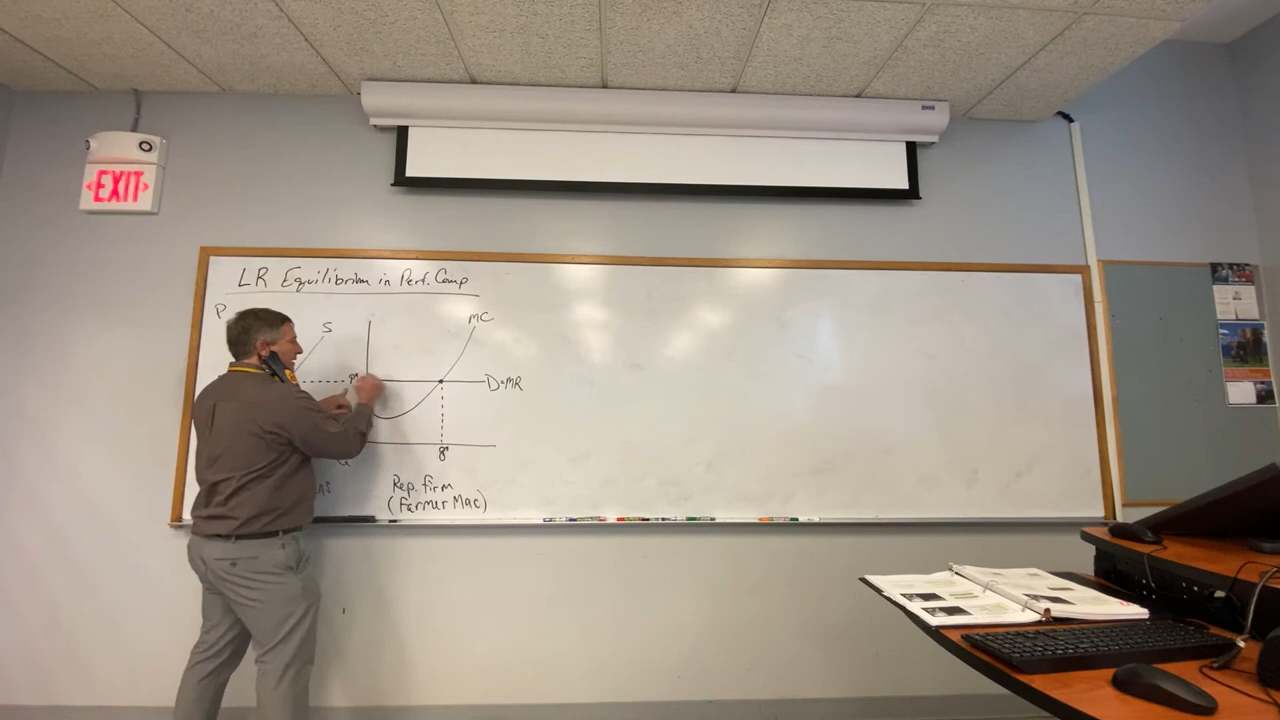 EXIT
LR Equilibrium in Perf. Comp
P
S
MC
P*
D=MR
q*
Q
Rep. firm
(Farmer Mac)